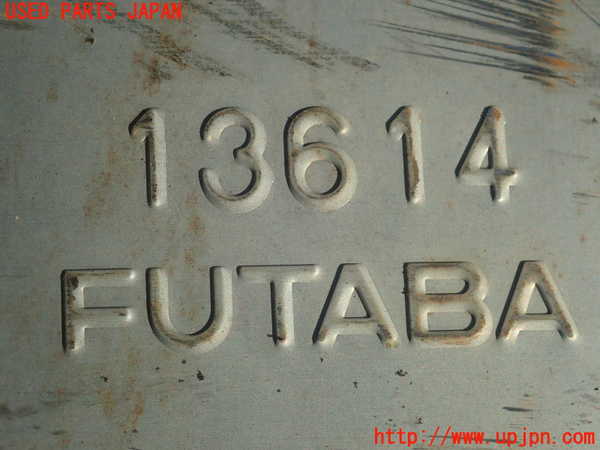 USED PARTS JAPAN
13614
FUTABA
http://www.upjpn.com/